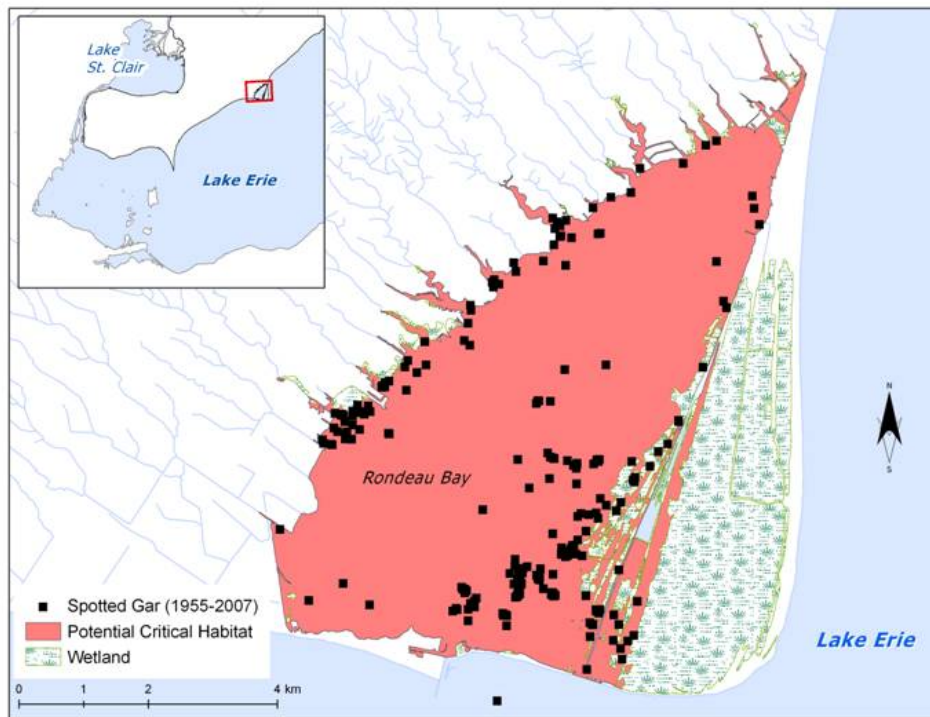 Lake
St. Clair
Lake Erie
N
S
Rondeau Bay
Spotted Gar (1955-2007)
Potential Critical Habitat
Wetland
Lake Erie
0 1 2 4 km